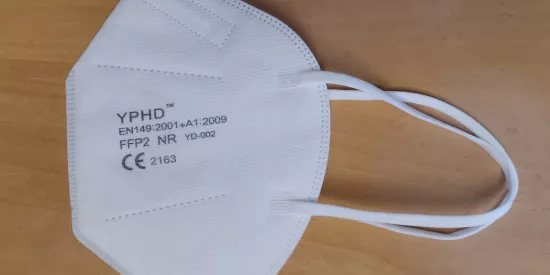 YPHD™
EN149:2001+A1:2009
FFP2 NR YD-002
CE 2163